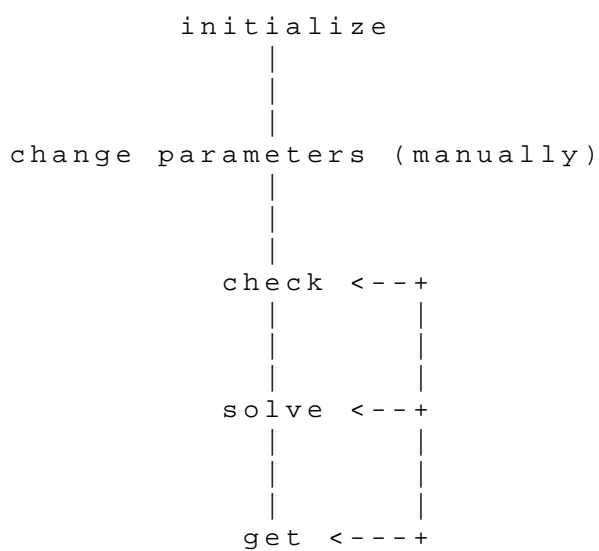 initialize
|
|
|
change parameters (manually)
|
|
|
check <--+
| |
| |
| |
solve <--+
| |
| |
| |
get <---+